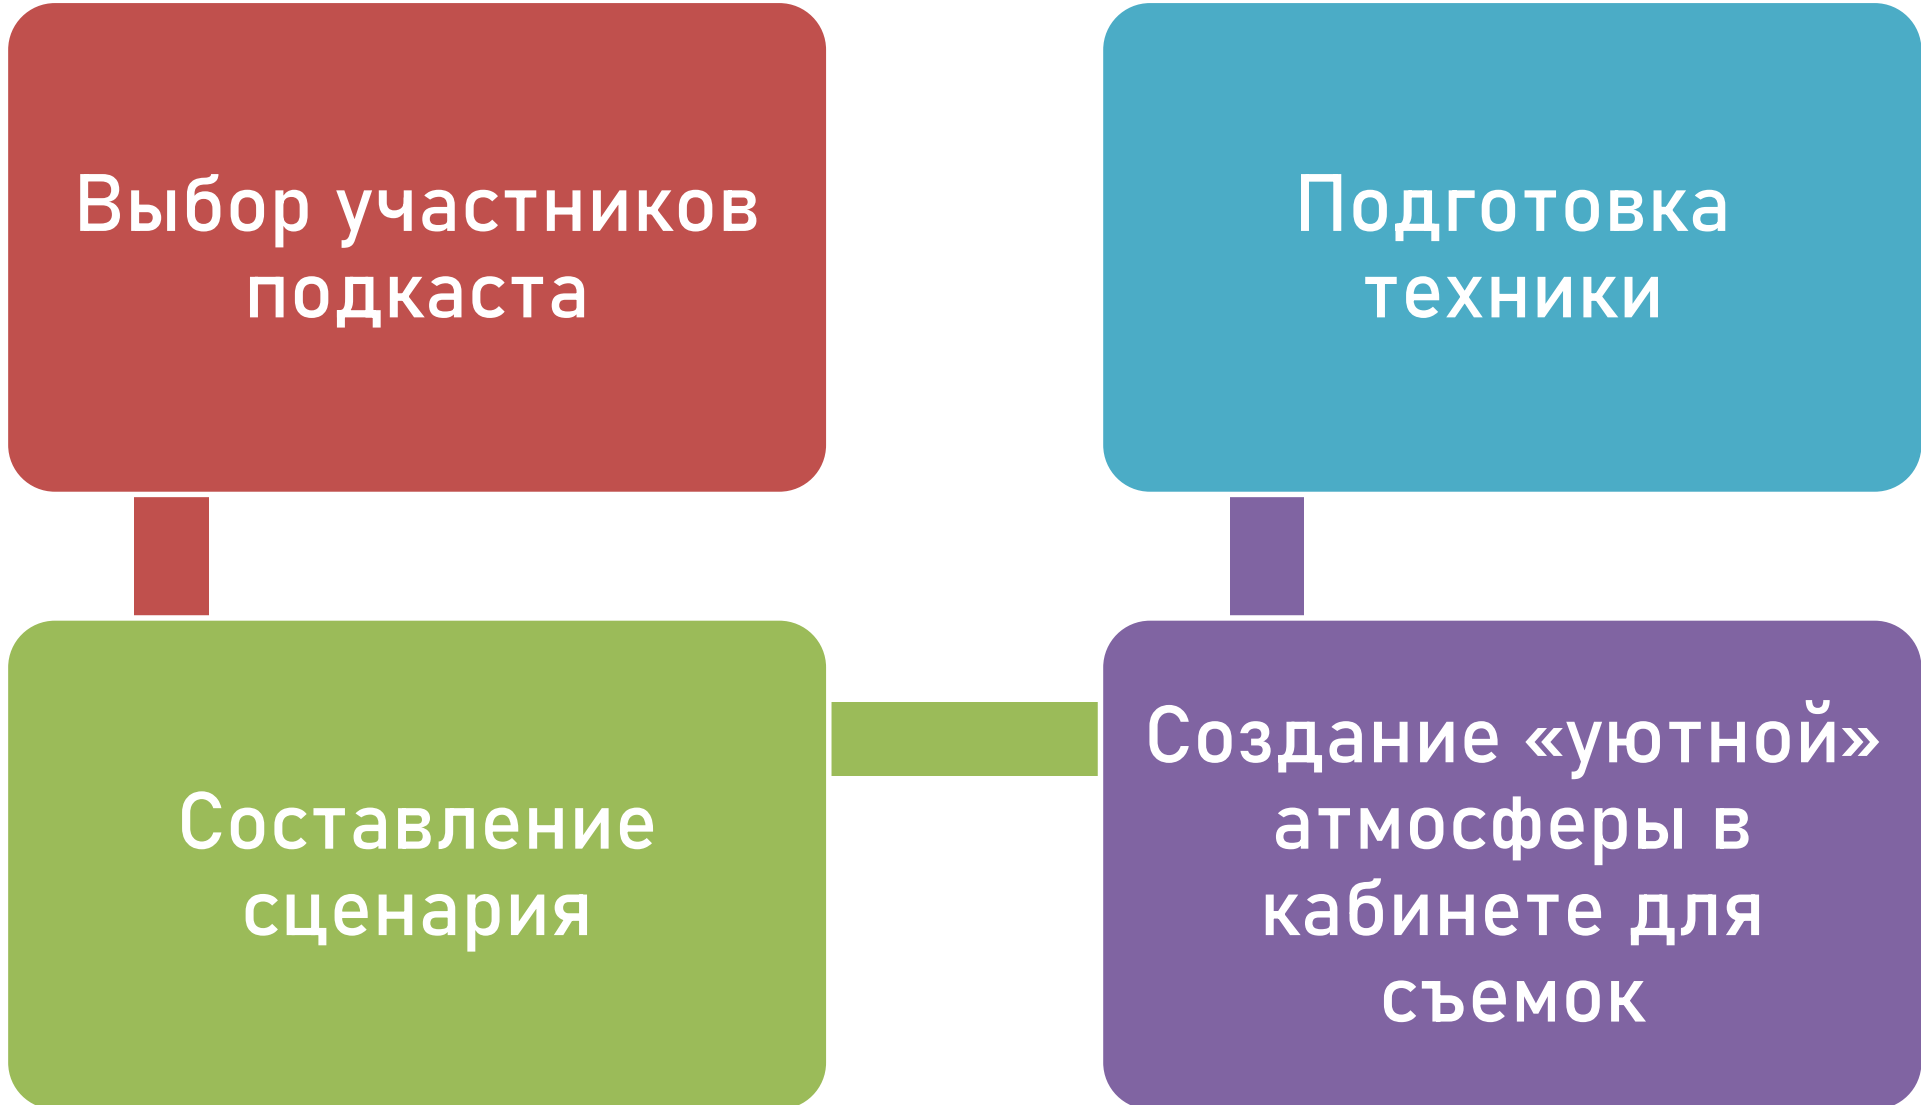 Выбор участников
подкаста
Составление
сценария
Создание «уютной»
атмосферы в
кабинете для
съемок
Подготовка
техники